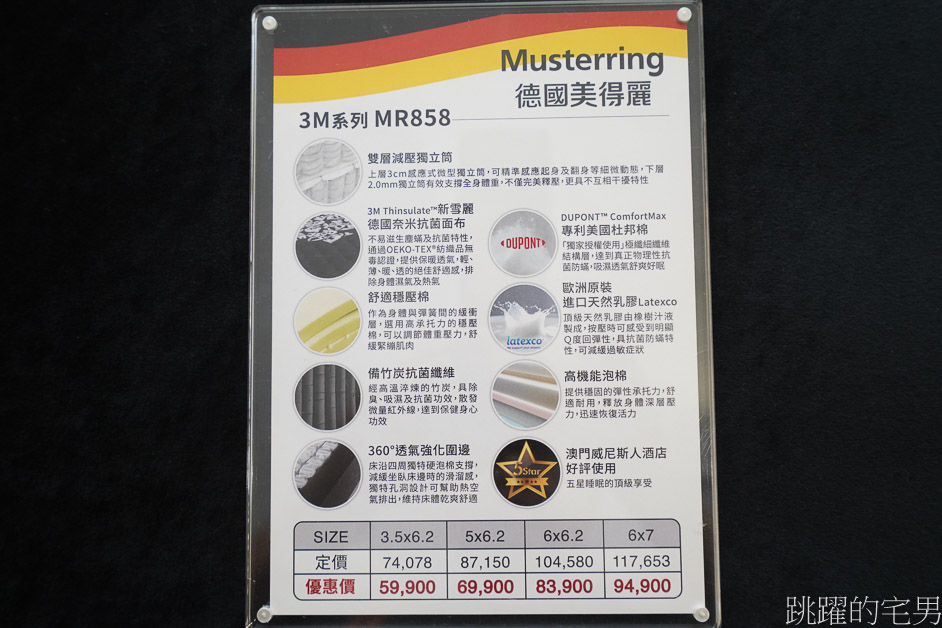 Musterring
德國美得麗
3M系列 MR858
雙層減壓獨立筒
上層3cm感應式微型獨立筒,可精準感應起身及翻身等細微動態,下層
2.0mm獨立筒有效支撐全身體重,不僅完美釋壓,更具不互相干擾特性
3M Thinsulate™新雪麗
德國奈米抗菌面布
不易滋生塵蟎及抗菌特性,
通過OEKO-TEX®紡織品無
毒認證,提供保暖透氣,輕、
薄、暖、透的絕佳舒適感,排
除身體濕氣及熱氣
DUPONT
DUPONT™ ComfortMax
專利美國杜邦棉
「獨家授權使用」極纖細纖維
結構層,達到真正物理性抗
菌防蟎,吸濕透氣舒爽好眠
舒適穩壓棉
作為身體與彈簧間的緩衝
層,選用高承托力的穩壓
棉,可以調節體重壓力,舒
緩緊繃肌肉
latexco
歐洲原裝
進口天然乳膠Latexco
頂級天然乳膠由橡樹汁液
製成,按壓時可感受到明顯
Q度回彈性,具抗菌防蟎特
性,可減緩過敏症狀
備竹炭抗菌纖維
經高溫淬煉的竹炭,具除
臭、吸濕及抗菌功效,散發
微量紅外線,達到保健身心
功效
高機能泡棉
提供穩固的彈性承托力,舒
適耐用,釋放身體深層壓
力,迅速恢復活力
360°透氣強化圍邊
床沿四周獨特硬泡棉支撐,
減緩坐臥床邊時的滑溜感,
獨特孔洞設計可幫助熱空
氣排出,維持床體乾爽舒適
5Star
澳門威尼斯人酒店
好評使用
五星睡眠的頂級享受
SIZE 3.5x6.2 5x6.2 6x6.2 6x7
定價 74,078 87,150 104,580 117,653
優惠價 59,900 69,900 83,900 94,900
跳躍的宅男